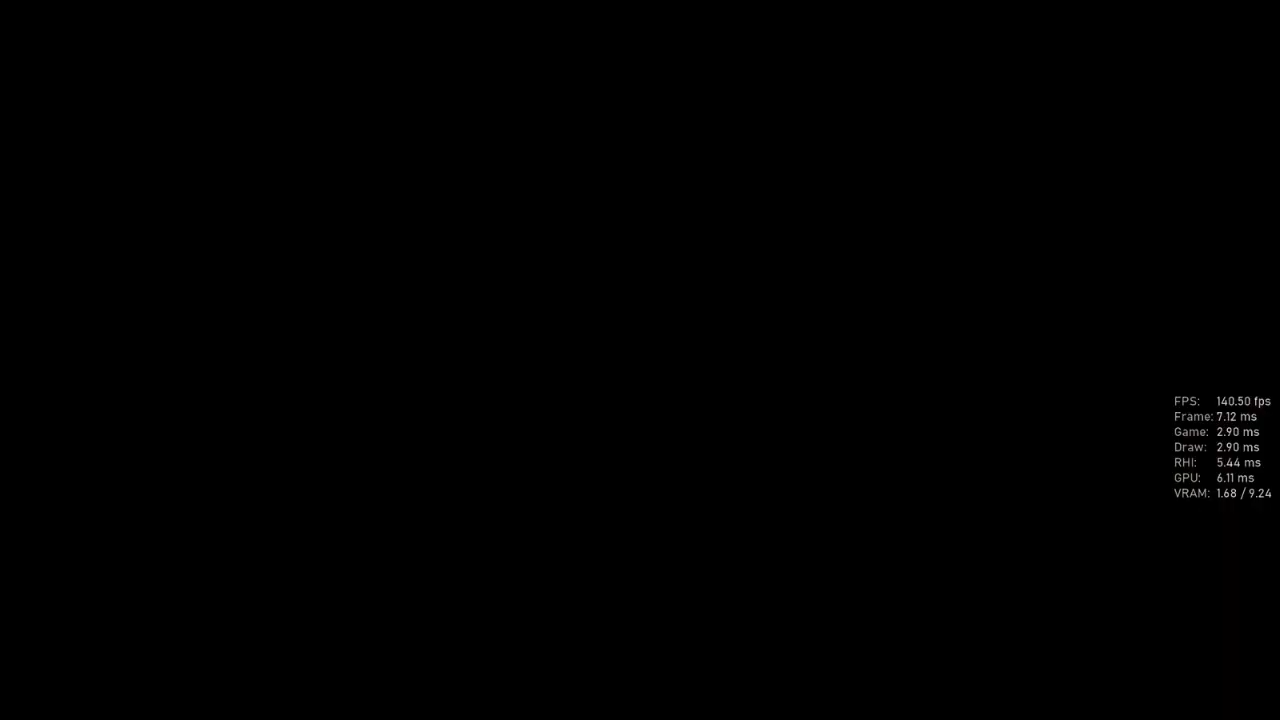 FPS: 140.50 fps
Frame: 7.12 ms
Game: 2.90 ms
Draw: 2.90 ms
RHI: 5.44 ms
GPU: 6.11 ms
VRAM: 1.68 / 9.24